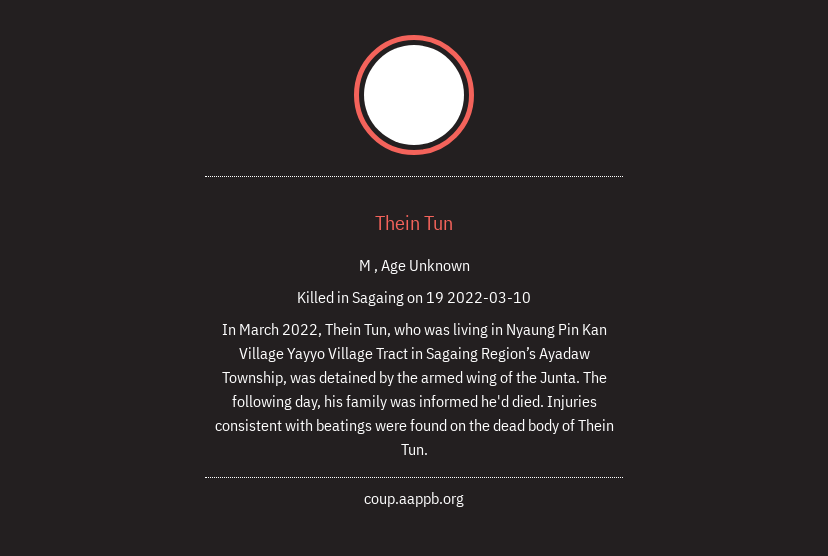 Thein Tun
M , Age Unknown
Killed in Sagaing on 19 2022-03-10
In March 2022, Thein Tun, who was living in Nyaung Pin Kan
Village Yayyo Village Tract in Sagaing Region’s Ayadaw
Township, was detained by the armed wing of the Junta. The
following day, his family was informed he'd died. Injuries
consistent with beatings were found on the dead body of Thein
Tun.
coup.aappb.org